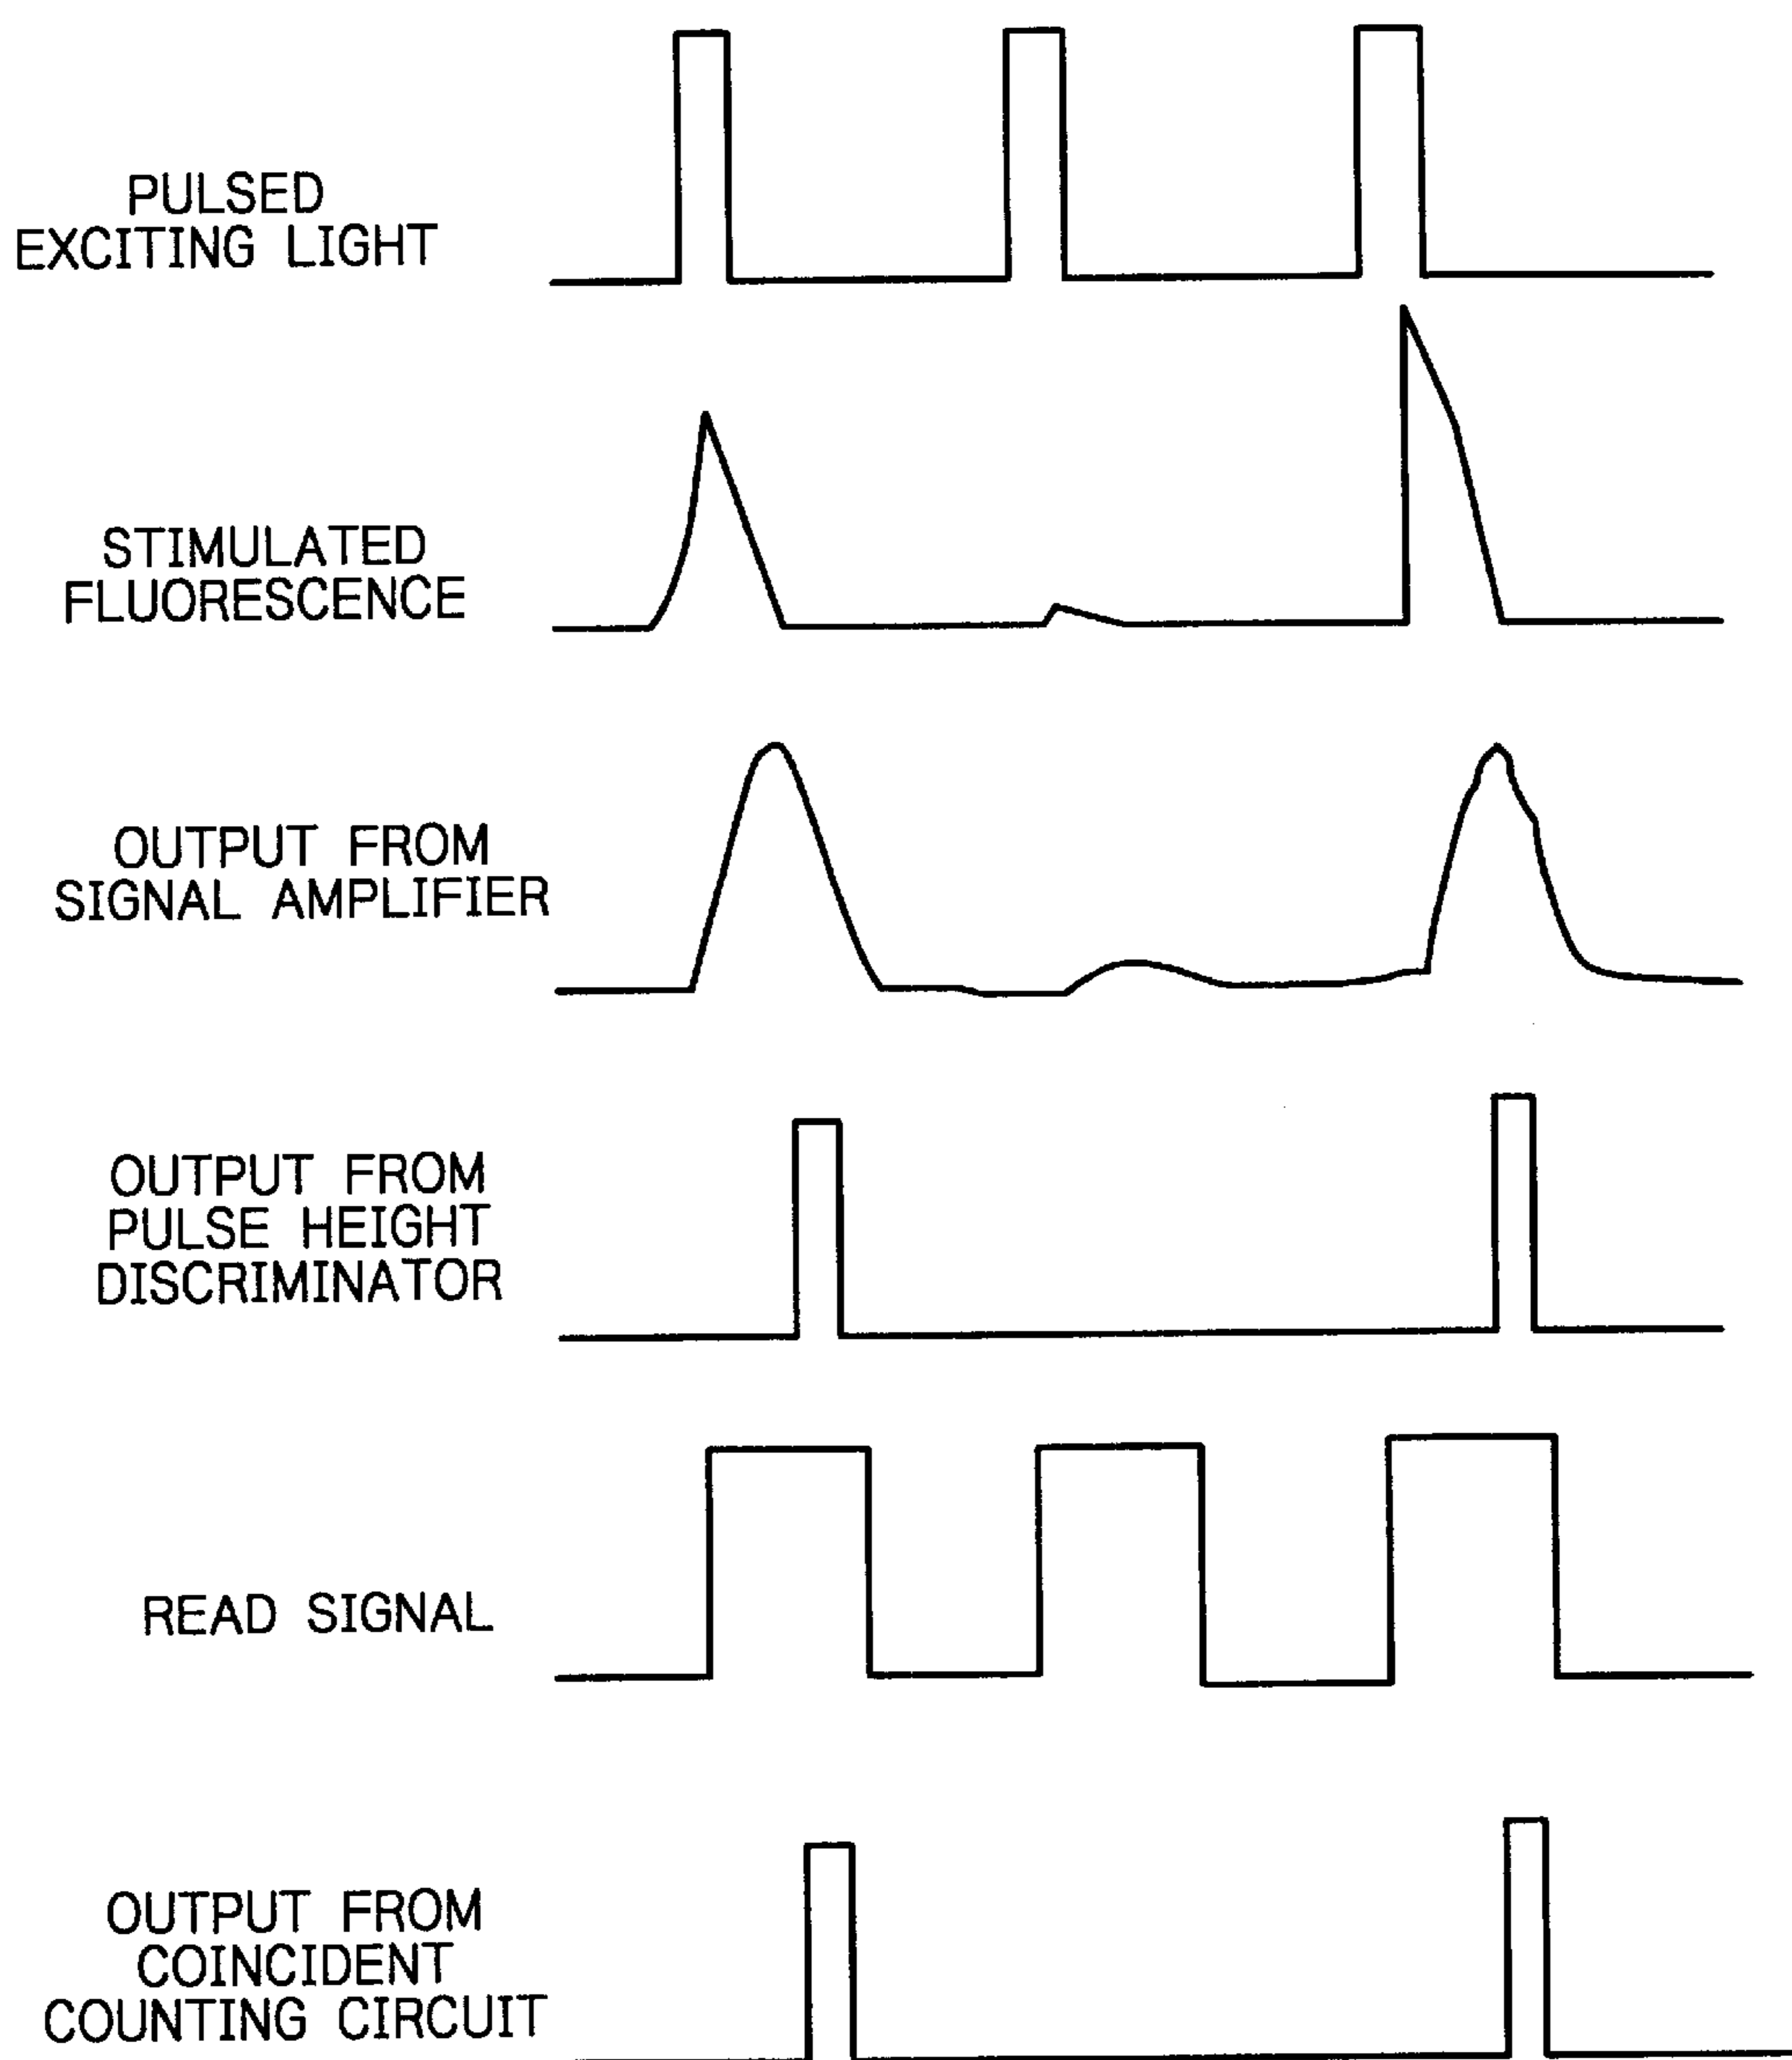 PULSED
EXCITING LIGHT
STIMULATED
FLUORESCENCE
OUTPUT FROM
SIGNAL AMPLIFIER
OUTPUT FROM
PULSE HEIGHT
DISCRIMINATOR
READ SIGNAL
OUTPUT FROM
COINCIDENT
COUNTING CIRCUIT